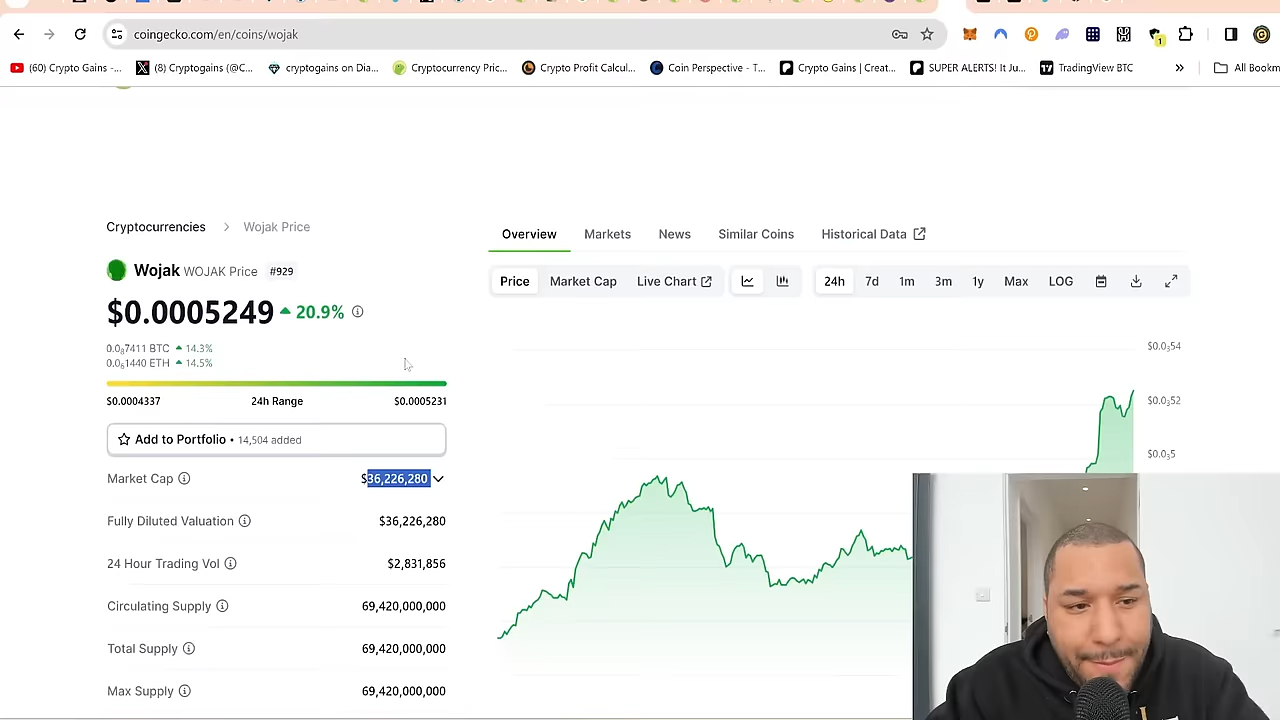 coingecko.com/en/coins/wojak
1
(60) Crypto Gains -... (8) Cryptogains (@C... cryptogains on Dia... Cryptocurrency Pric... Crypto Profit Calcul... Coin Perspective - T... Crypto Gains | Creat... SUPER ALERTS! It Ju... TradingView BTC » All Bookm
Cryptocurrencies > Wojak Price
Overview Markets News Similar Coins Historical Data
Wojak WOJAK Price #929
Price Market Cap Live Chart 24h 7d 1m 3m 1y Max LOG
$0.0005249 20.9%
0.0₈7411 BTC 14.3%
0.0₆1440 ETH 14.5%
$0.0004337 24h Range $0.0005231
Add to Portfolio • 14,504 added
Market Cap $36,226,280
Fully Diluted Valuation $36,226,280
24 Hour Trading Vol $2,831,856
Circulating Supply 69,420,000,000
Total Supply 69,420,000,000
Max Supply 69,420,000,000
$0.0₃54
$0.0₃52
$0.0₃5